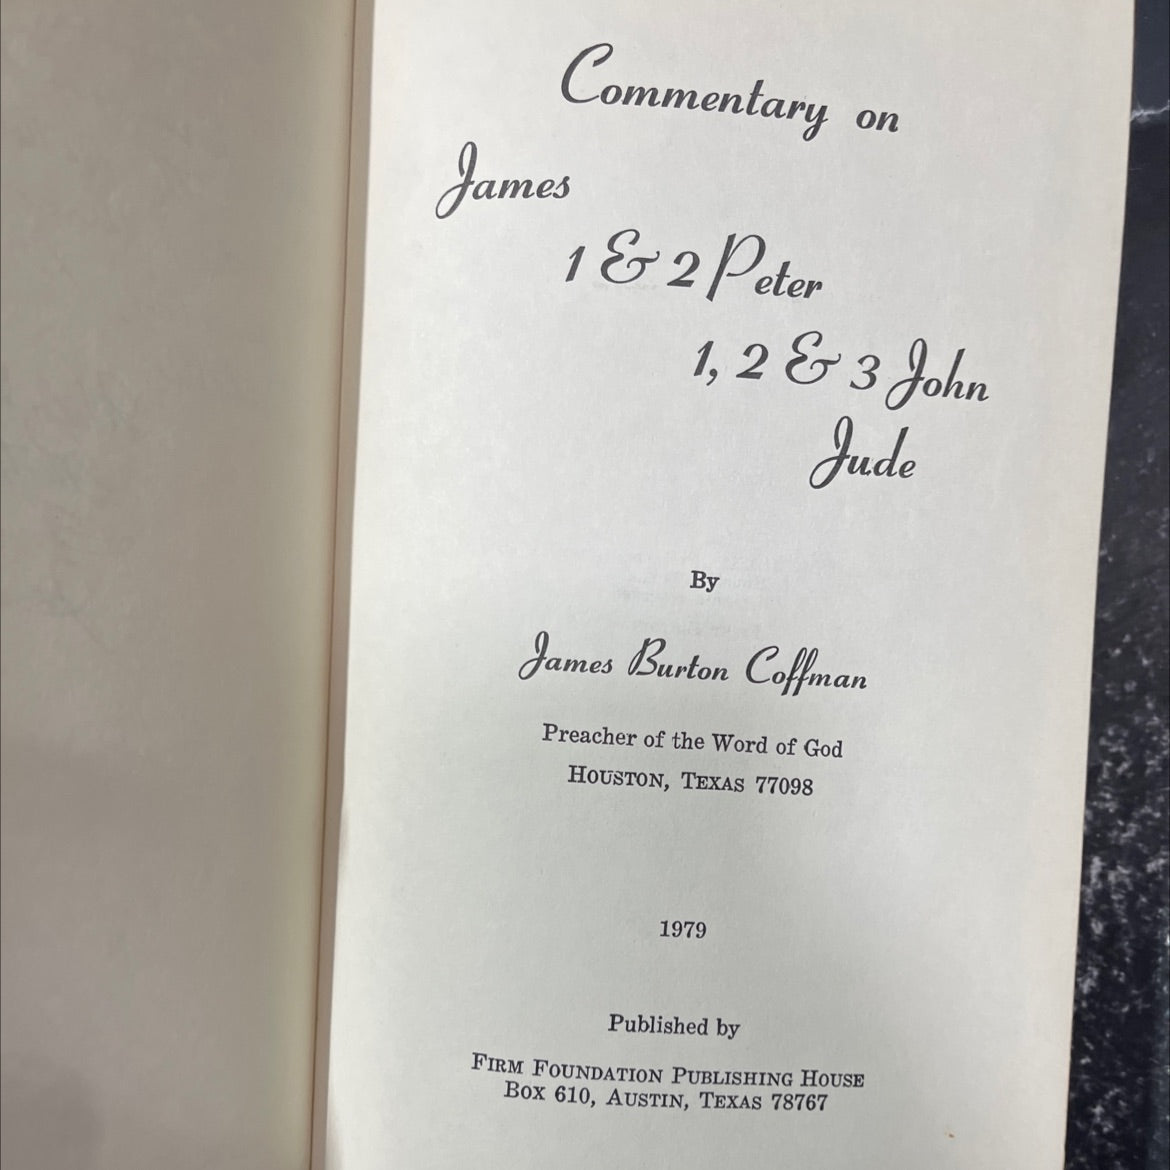 Commentary on
James
1 & 2 Peter
1, 2 & 3 John
Jude
By
James Burton Coffman
Preacher of the Word of God
HOUSTON, TEXAS 77098
1979
Published by
FIRM FOUNDATION PUBLISHING HOUSE
BOX 610, AUSTIN, TEXAS 78767